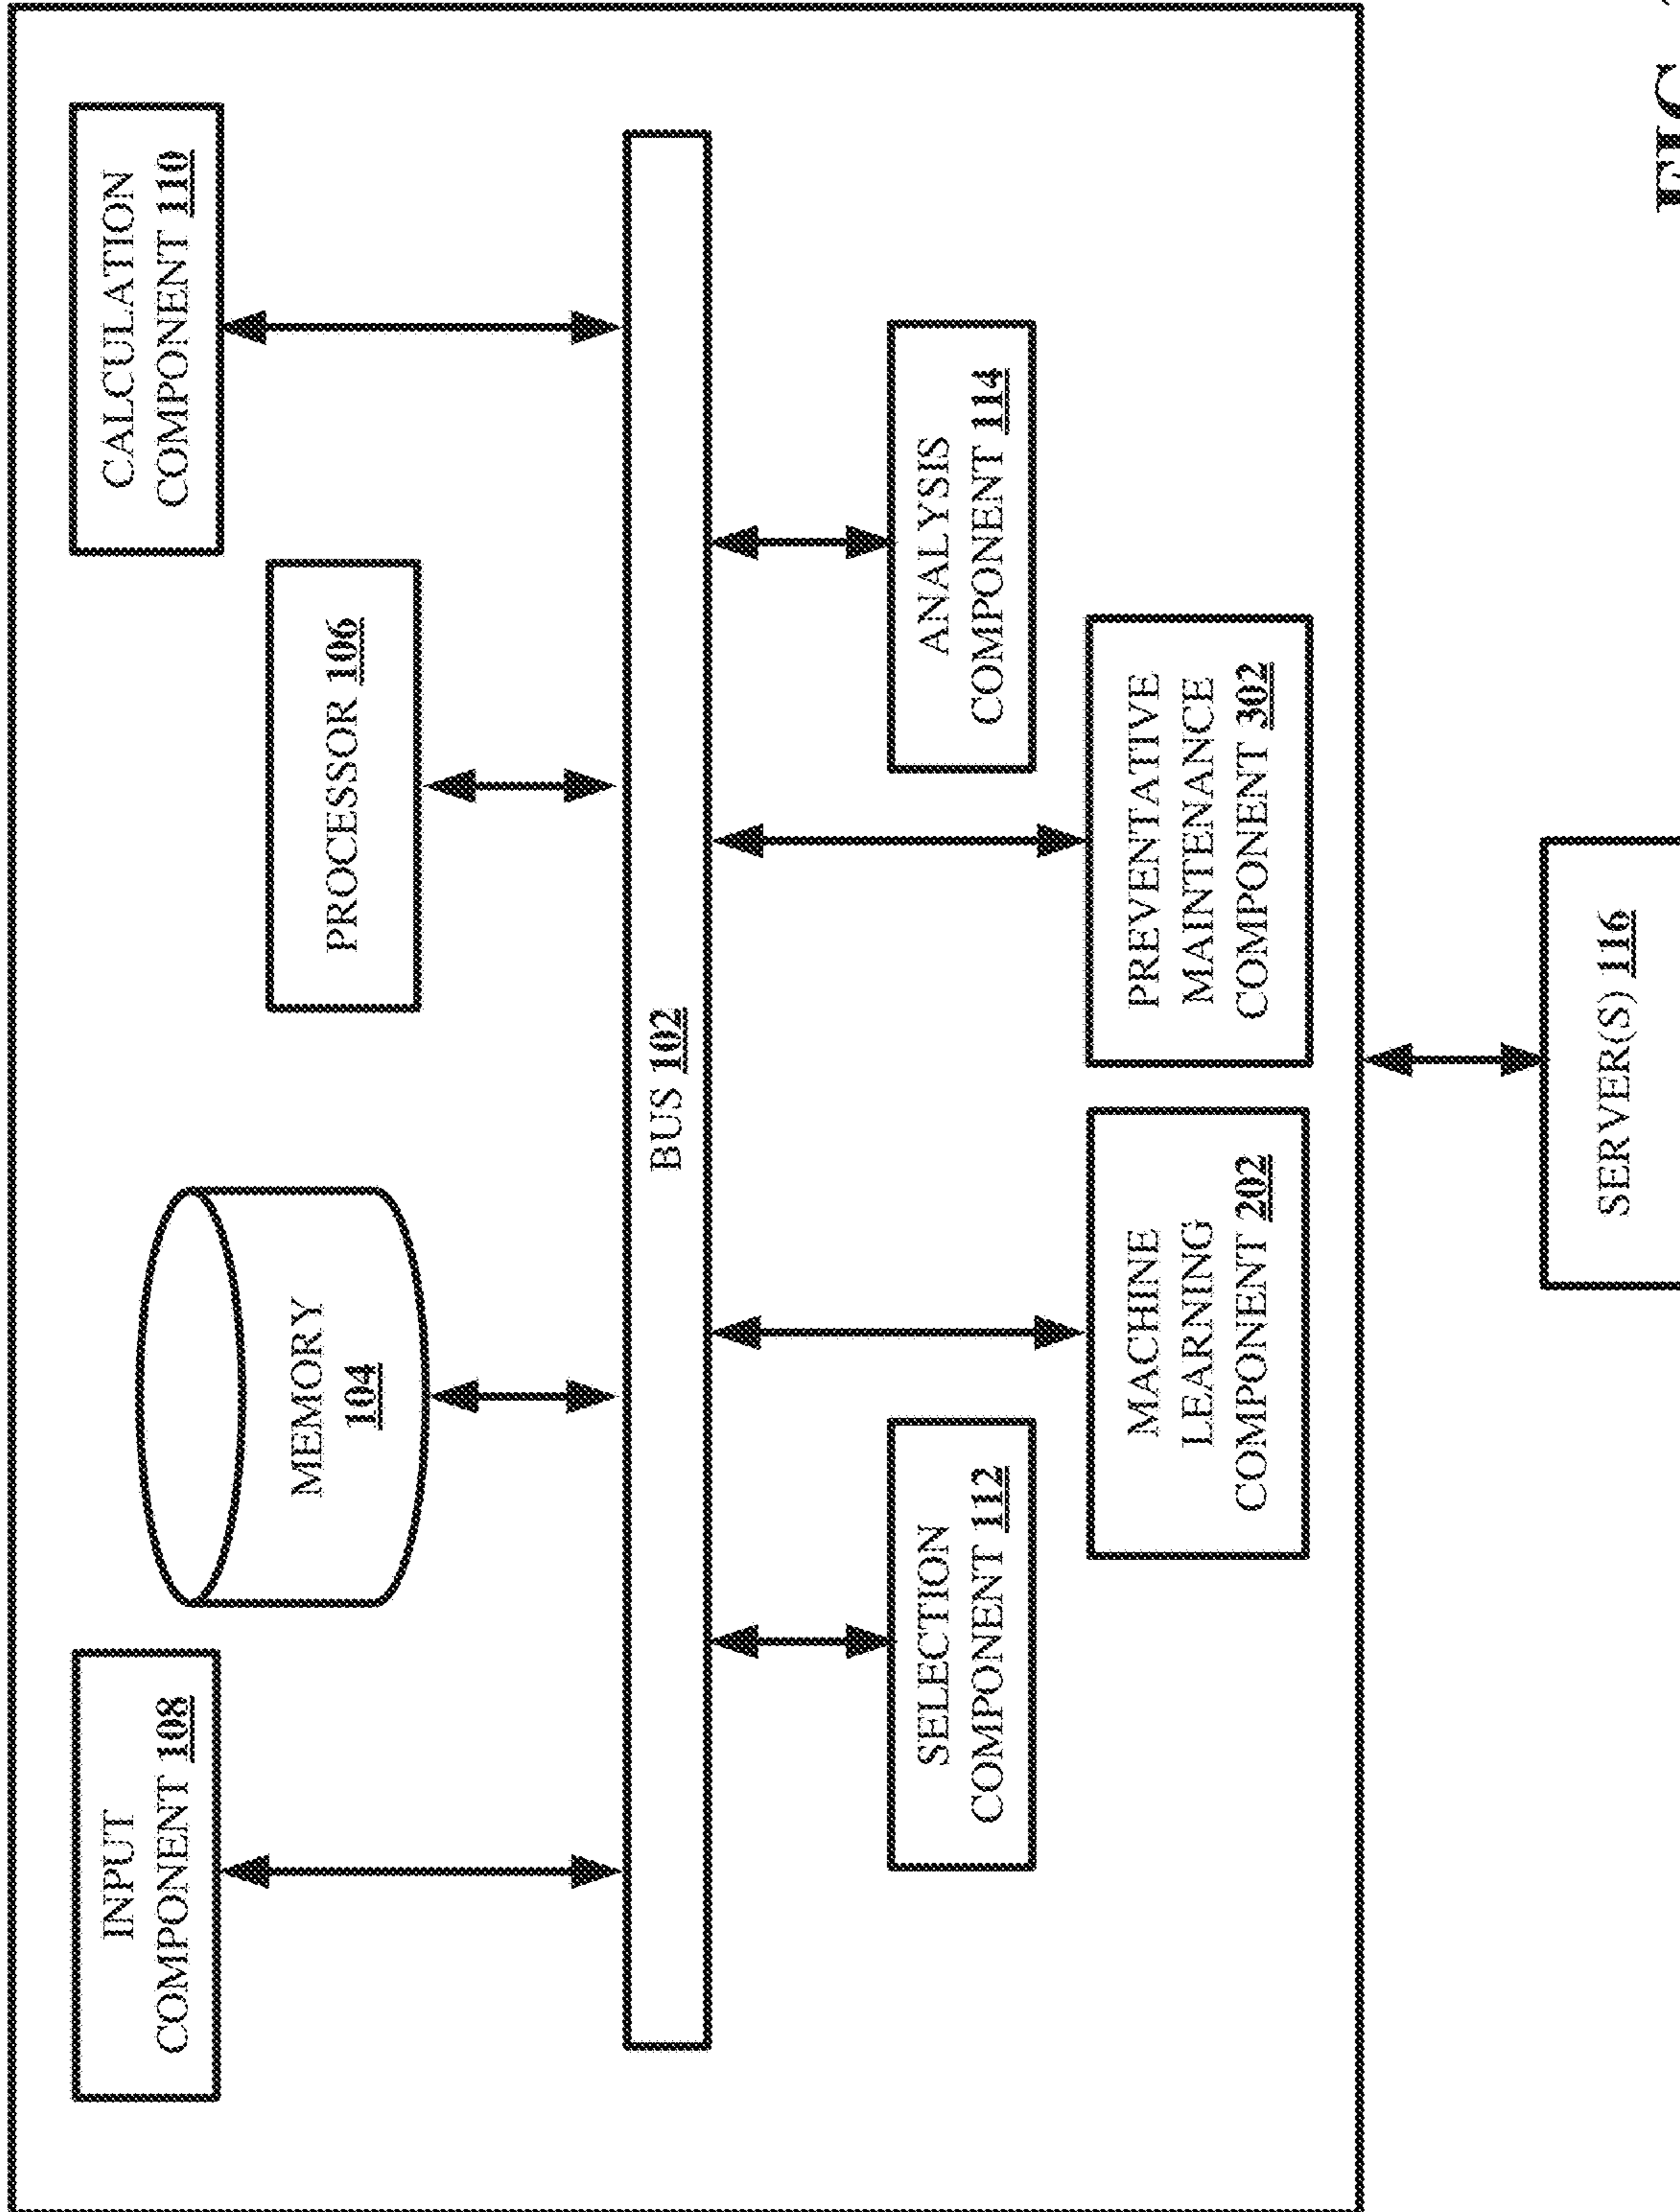 INPUT
COMPONENT 108
MEMORY
104
PROCESSOR 106
CALCULATION
COMPONENT 110
BUS 102
SELECTION
COMPONENT 112
ANALYSIS
COMPONENT 114
MACHINE
LEARNING
COMPONENT 202
PREVENTATIVE
MAINTENANCE
COMPONENT 302
SERVER(S) 116